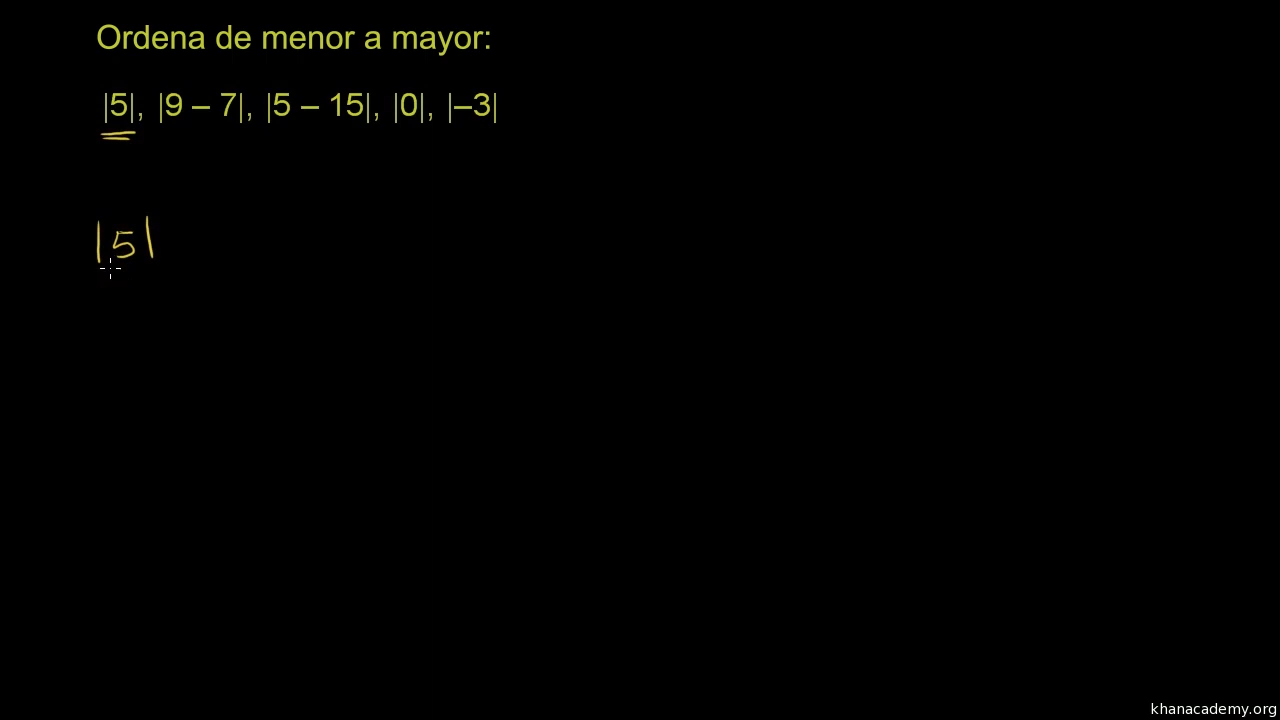 Ordena de menor a mayor:
|5|, |9 – 7|, |5 – 15|, |0|, |–3|
|5|
khanacademy.org